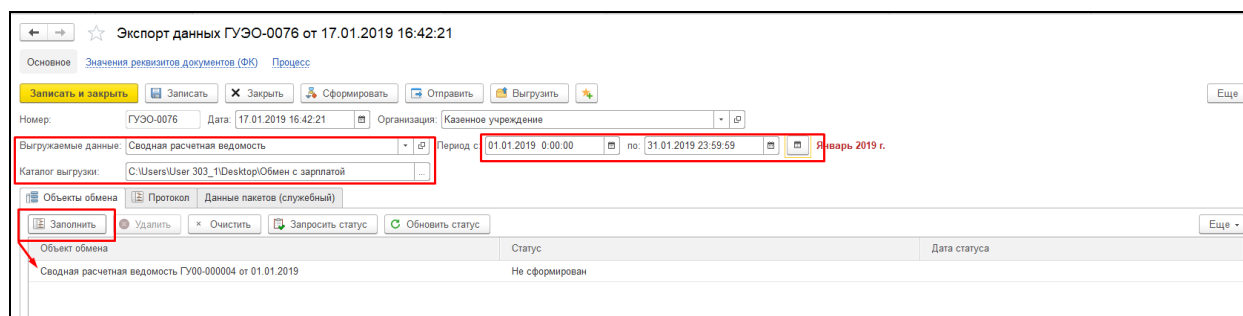 Экспорт данных ГУЭО-0076 от 17.01.2019 16:42:21
Основное Значения реквизитов документов (ФК) Процесс
Записать и закрыть Записать Закрыть Сформировать Отправить Выгрузить Еще
Номер: ГУЭО-0076 Дата: 17.01.2019 16:42:21 Организация: Казенное учреждение
Выгружаемые данные: Сводная расчетная ведомость Период с: 01.01.2019 0:00:00 по: 31.01.2019 23:59:59 Январь 2019 г.
Каталог выгрузки: C:\Users\User 303_1\Desktop\Обмен с зарплатой ...
Объекты обмена Протокол Данные пакетов (служебный)
Заполнить Удалить Очистить Запросить статус Обновить статус Еще
Объект обмена Статус Дата статуса
Сводная расчетная ведомость ГУ00-000004 от 01.01.2019 Не сформирован